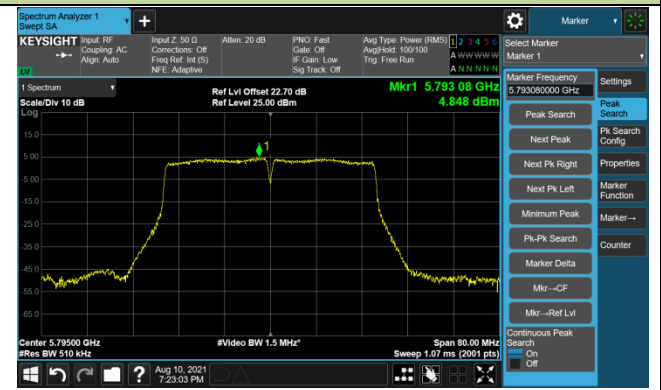 Spectrum Analyzer 1
Swept SA
Marker
KEYSIGHT
Input: RF
Coupling: AC
Align: Auto
Input Z: 50 Ω
Corrections: Off
Freq Ref: Int (S)
NFE: Adaptive
Atten: 20 dB
PNO: Fast
Gate: Off
IF Gain: Low
Sig Track: Off
Avg Type: Power (RMS)
Avg|Hold: 100/100
Trig: Free Run
1 2 3 4 5 6
A W W W W W
A N N N N N
Select Marker
Marker 1
1 Spectrum
Scale/Div 10 dB
Log
Ref Lvl Offset 22.70 dB
Ref Level 25.00 dBm
Mkr1 5.793 08 GHz
4.848 dBm
15.0
5.00
-5.00
-15.0
-25.0
-35.0
-45.0
-55.0
-65.0
1
Center 5.79500 GHz
#Res BW 510 kHz
#Video BW 1.5 MHz*
Span 80.00 MHz
Sweep 1.07 ms (2001 pts)
Marker Frequency
5.793080000 GHz
Peak Search
Next Peak
Next Pk Right
Next Pk Left
Minimum Peak
Pk-Pk Search
Marker Delta
Mkr→CF
Mkr→Ref Lvl
Continuous Peak
Search
On
Off
Settings
Peak
Search
Pk Search
Config
Properties
Marker
Function
Marker→
Counter
?
Aug 10, 2021
7:23:03 PM